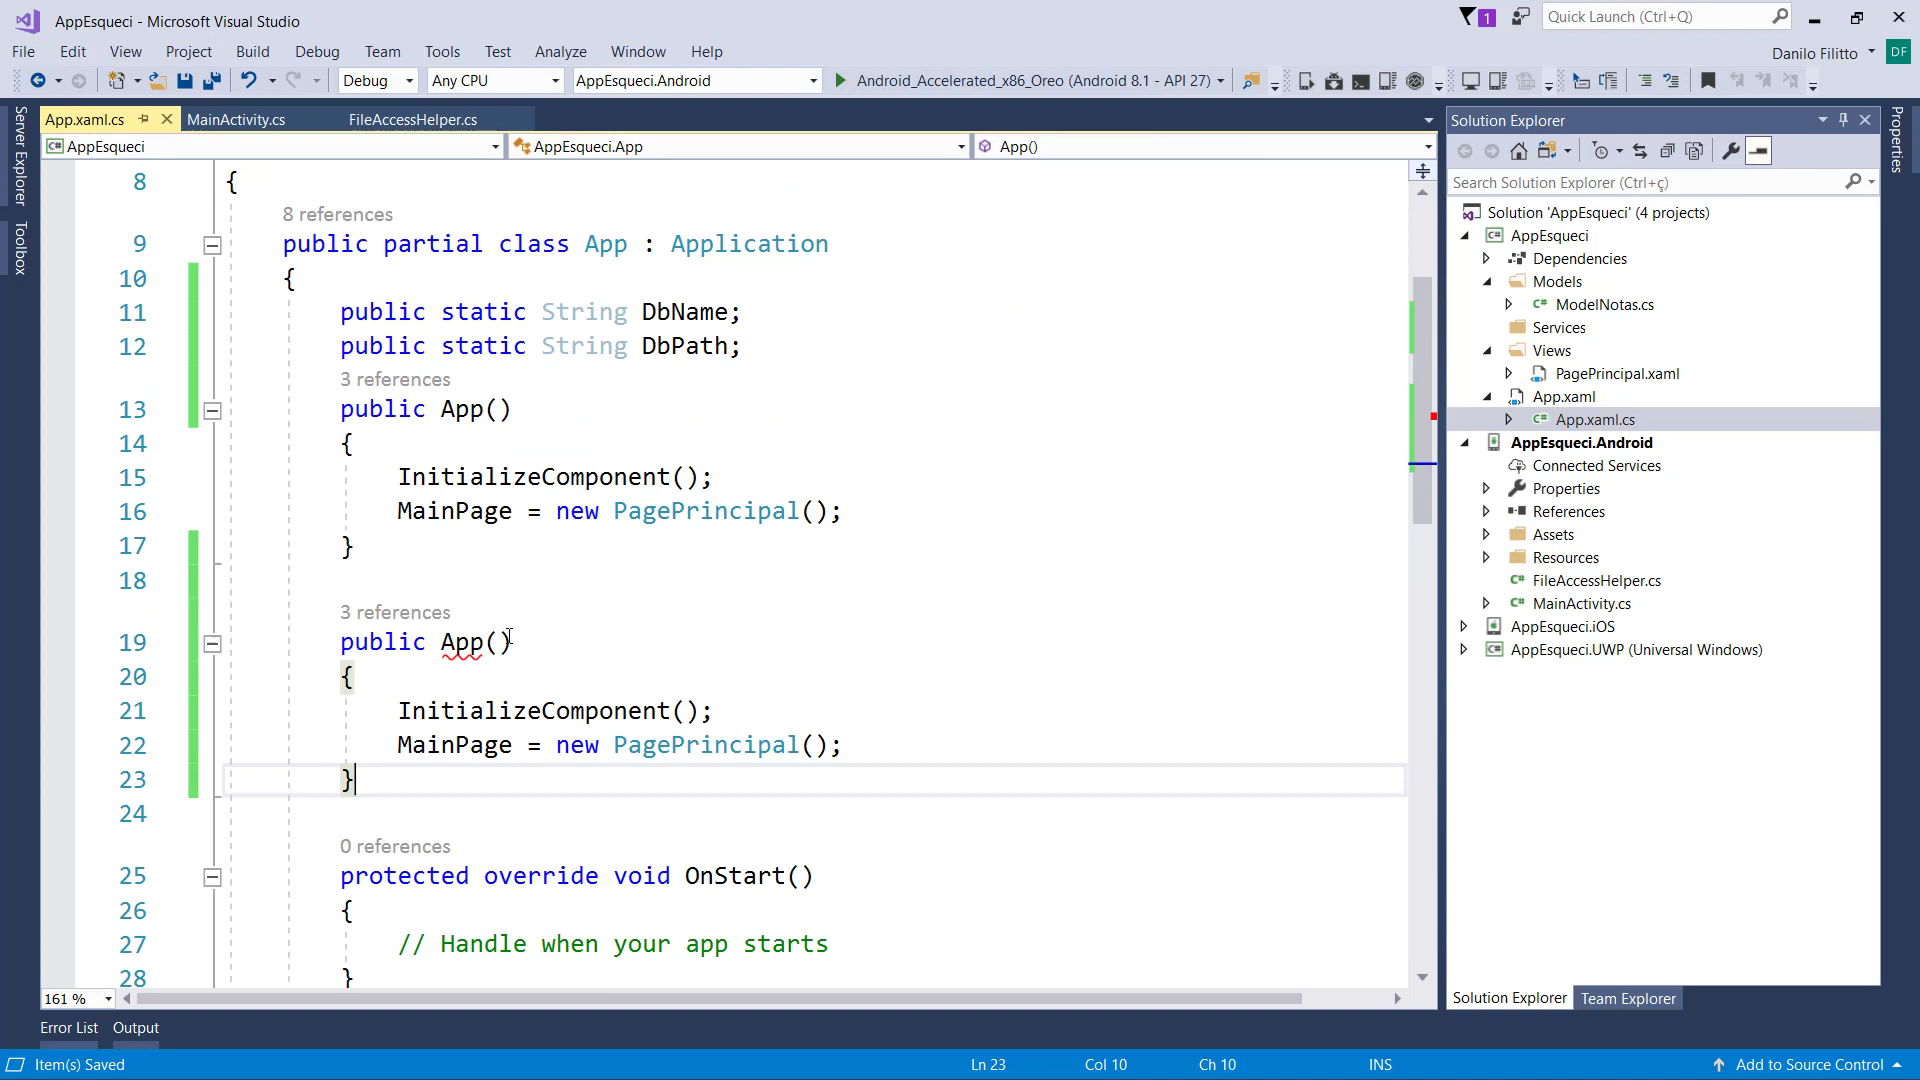 AppEsqueci - Microsoft Visual Studio
1
Quick Launch (Ctrl+Q)
File Edit View Project Build Debug Team Tools Test Analyze Window Help
Danilo Filitto
DF
Debug
Any CPU
AppEsqueci.Android
Android_Accelerated_x86_Oreo (Android 8.1 - API 27)
Server Explorer
Toolbox
App.xaml.cs
MainActivity.cs
FileAccessHelper.cs
C# AppEsqueci
AppEsqueci.App
App()
8 {
8 references
9 public partial class App : Application
10 {
11 public static String DbName;
12 public static String DbPath;
3 references
13 public App()
14 {
15 InitializeComponent();
16 MainPage = new PagePrincipal();
17 }
18
3 references
19 public App()
20 {
21 InitializeComponent();
22 MainPage = new PagePrincipal();
23 }
24
0 references
25 protected override void OnStart()
26 {
27 // Handle when your app starts
28 }
161 %
Solution Explorer
Search Solution Explorer (Ctrl+ç)
Solution 'AppEsqueci' (4 projects)
C# AppEsqueci
Dependencies
Models
C# ModelNotas.cs
Services
Views
PagePrincipal.xaml
App.xaml
C# App.xaml.cs
AppEsqueci.Android
Connected Services
Properties
References
Assets
Resources
C# FileAccessHelper.cs
C# MainActivity.cs
AppEsqueci.iOS
C# AppEsqueci.UWP (Universal Windows)
Solution Explorer
Team Explorer
Properties
Error List
Output
Item(s) Saved
Ln 23
Col 10
Ch 10
INS
Add to Source Control